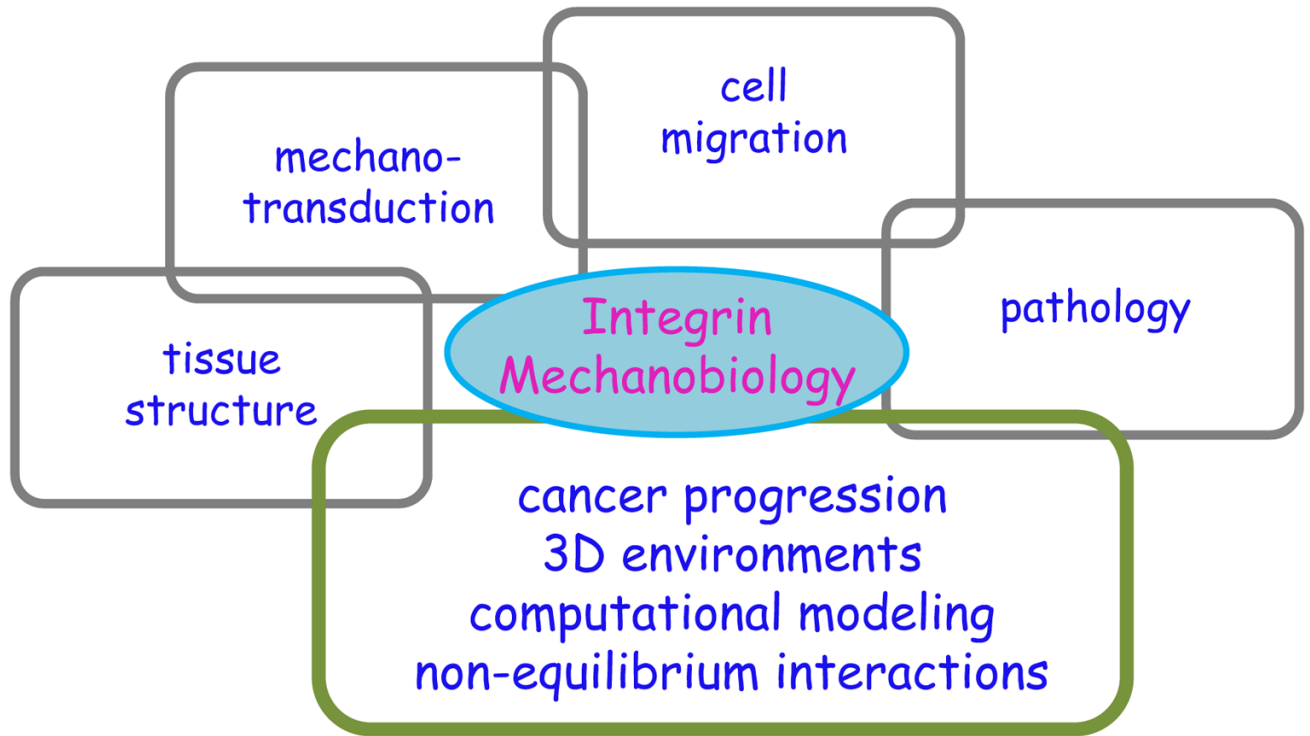 cell
migration
mechano-
transduction
pathology
Integrin
Mechanobiology
tissue
structure
cancer progression
3D environments
computational modeling
non-equilibrium interactions